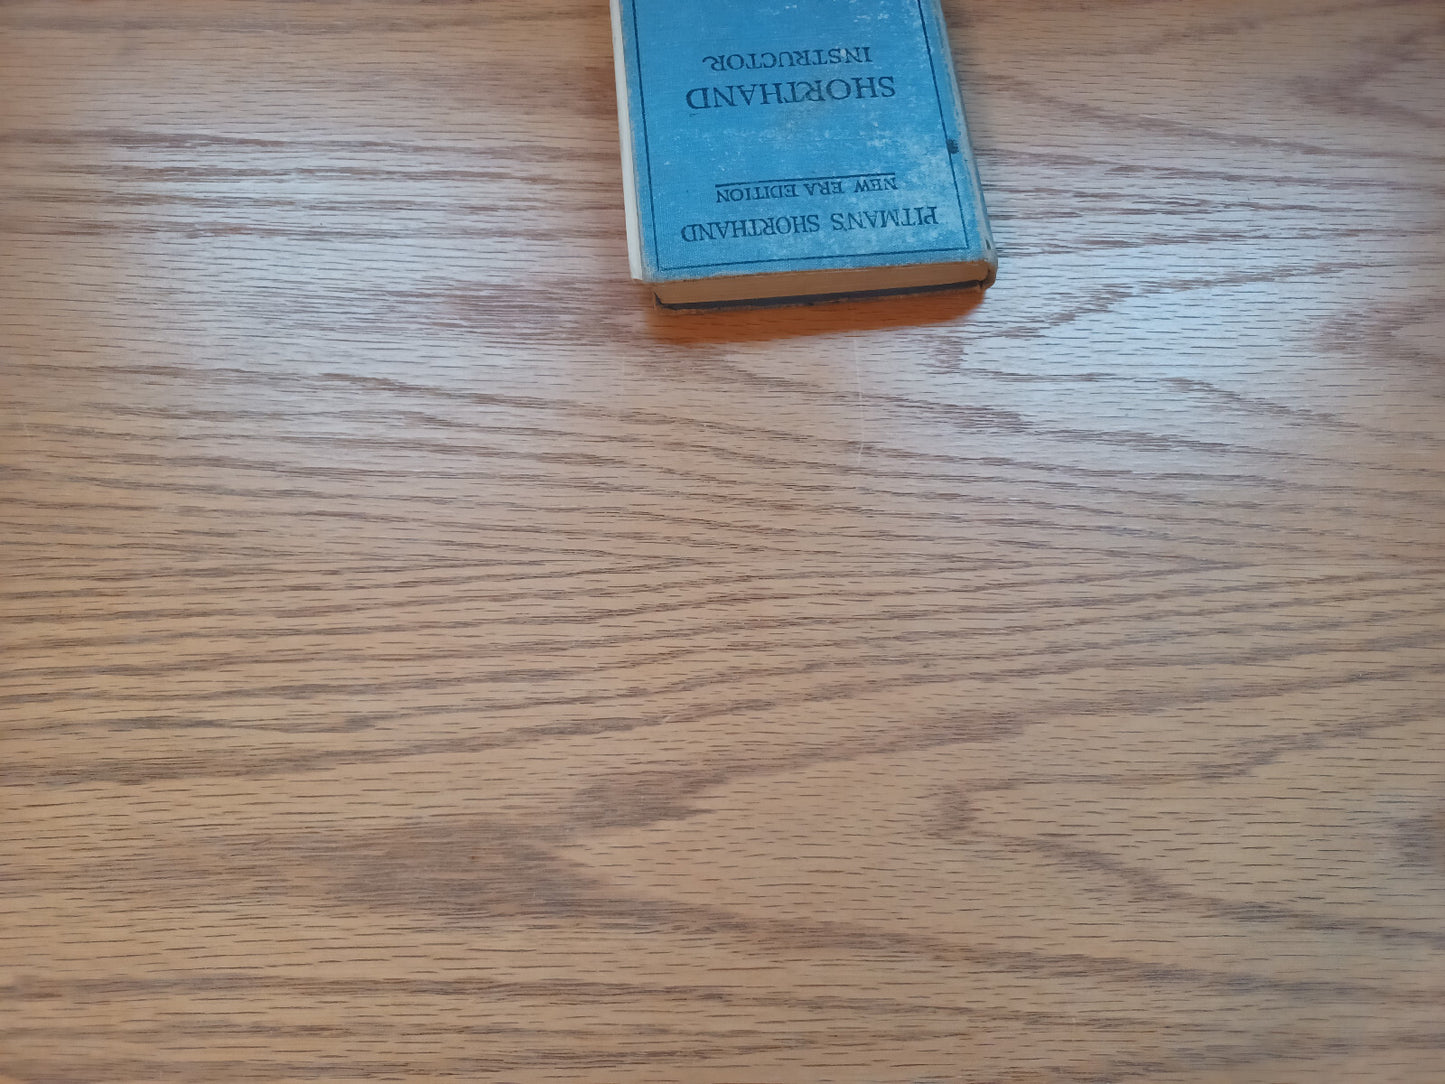 PITMAN'S SHORTHAND
NEW ERA EDITION
SHORTHAND
INSTRUCTOR